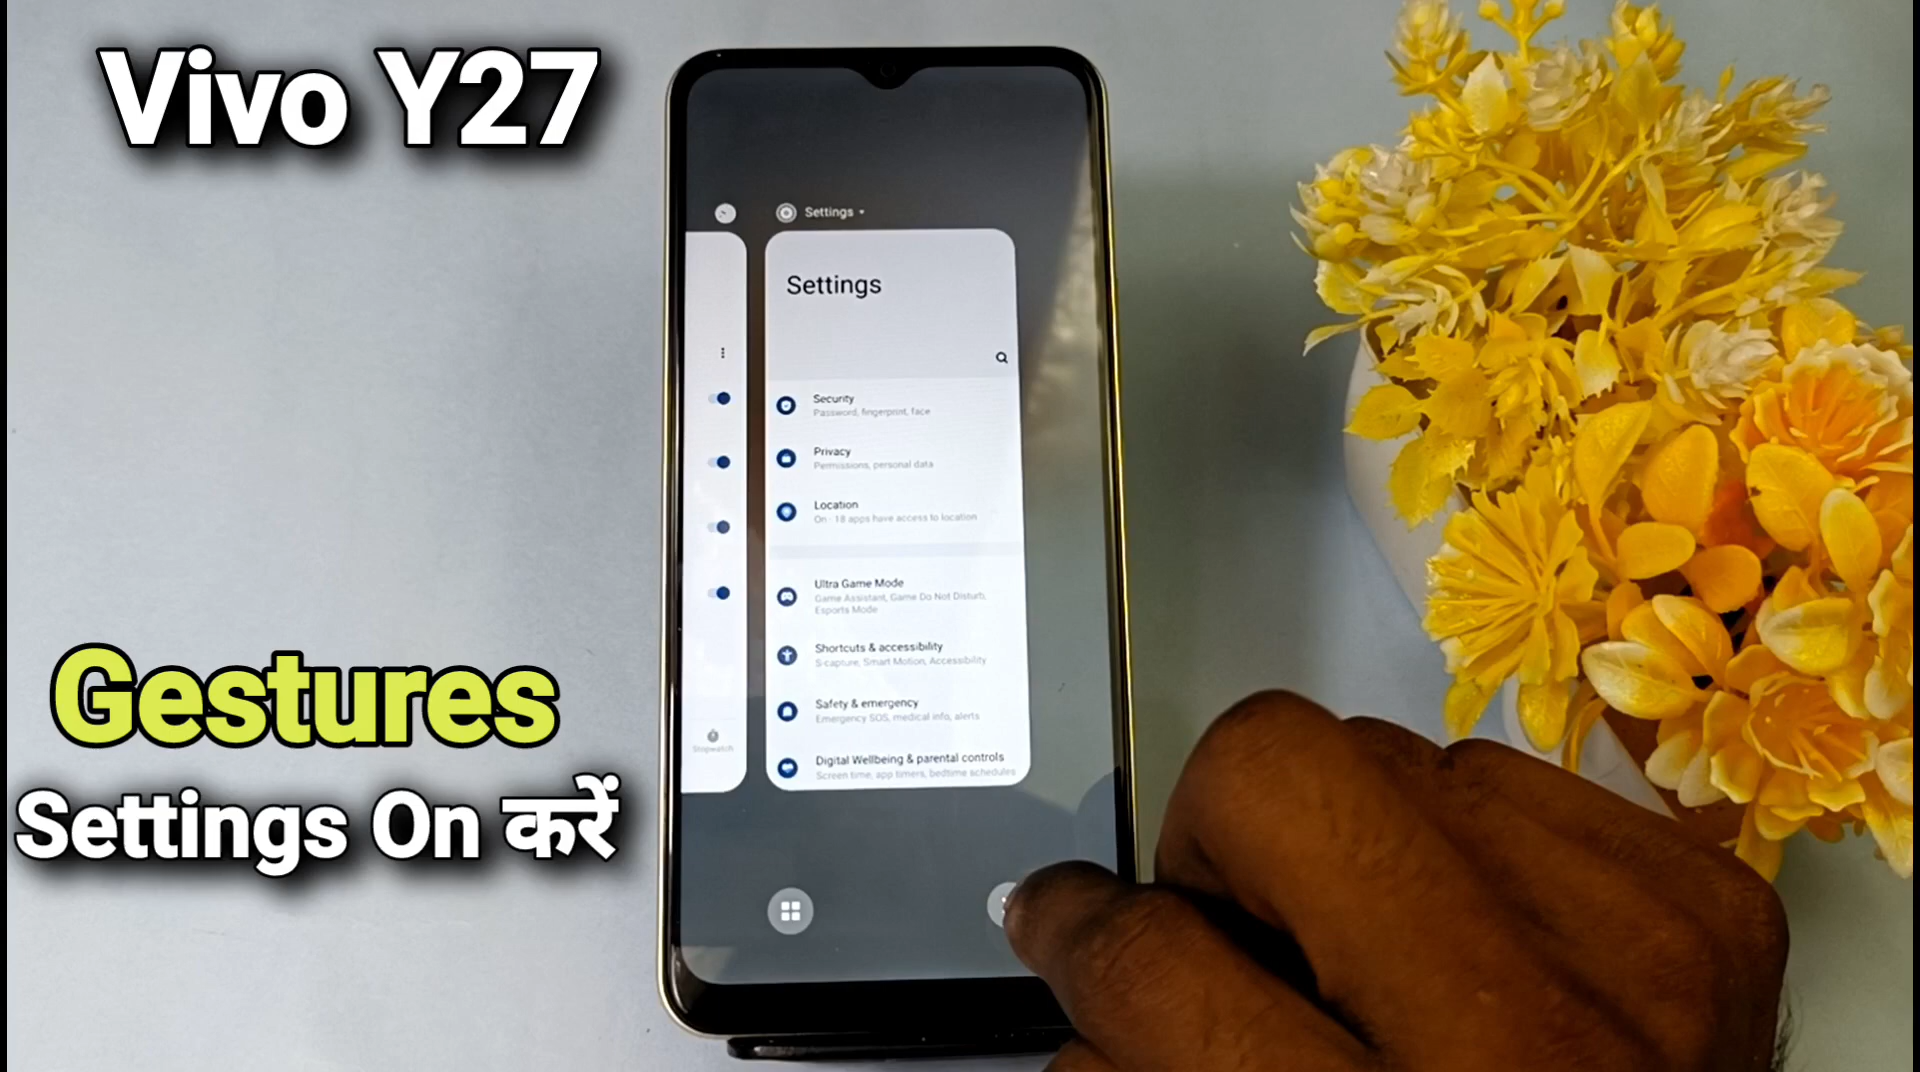 Vivo Y27
Gestures
Settings On करें
Settings
Settings
Security
Password, fingerprint, face
Privacy
Permissions, personal data
Location
On · 18 apps have access to location
Ultra Game Mode
Game Assistant, Game Do Not Disturb,
Esports Mode
Shortcuts & accessibility
S-capture, Smart Motion, Accessibility
Safety & emergency
Emergency SOS, medical info, alerts
Digital Wellbeing & parental controls
Screen time, app timers, bedtime schedules
Stopwatch